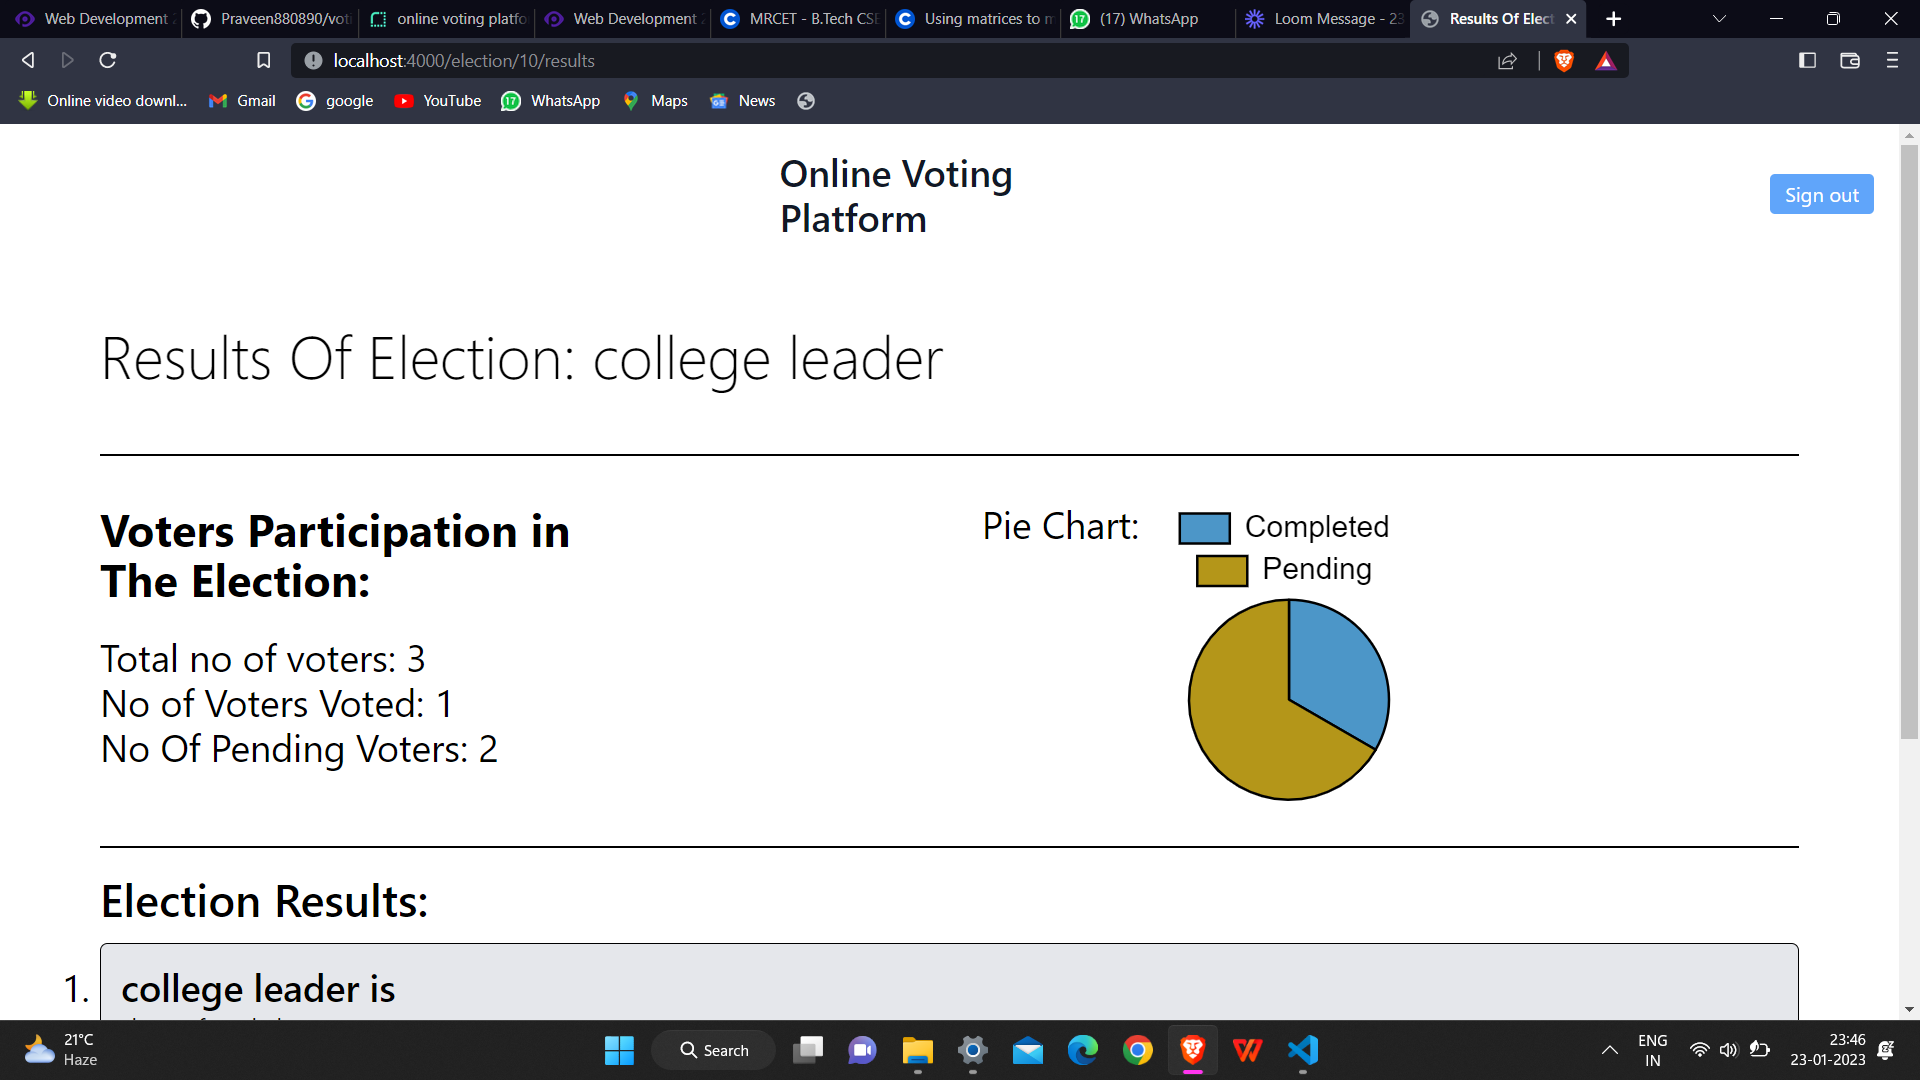 Web Development
Praveen880890/voti
online voting platfo
Web Development
MRCET - B.Tech CSE
Using matrices to m
(17) WhatsApp
Loom Message - 23
Results Of Elect
localhost:4000/election/10/results
Online video downl...
Gmail
google
YouTube
17
WhatsApp
Maps
News
Online Voting
Platform
Sign out
Results Of Election: college leader
Voters Participation in
The Election:
Total no of voters: 3
No of Voters Voted: 1
No Of Pending Voters: 2
Pie Chart:
Completed
Pending
Election Results:
1. college leader is
21°C
Haze
Search
ENG
IN
23:46
23-01-2023